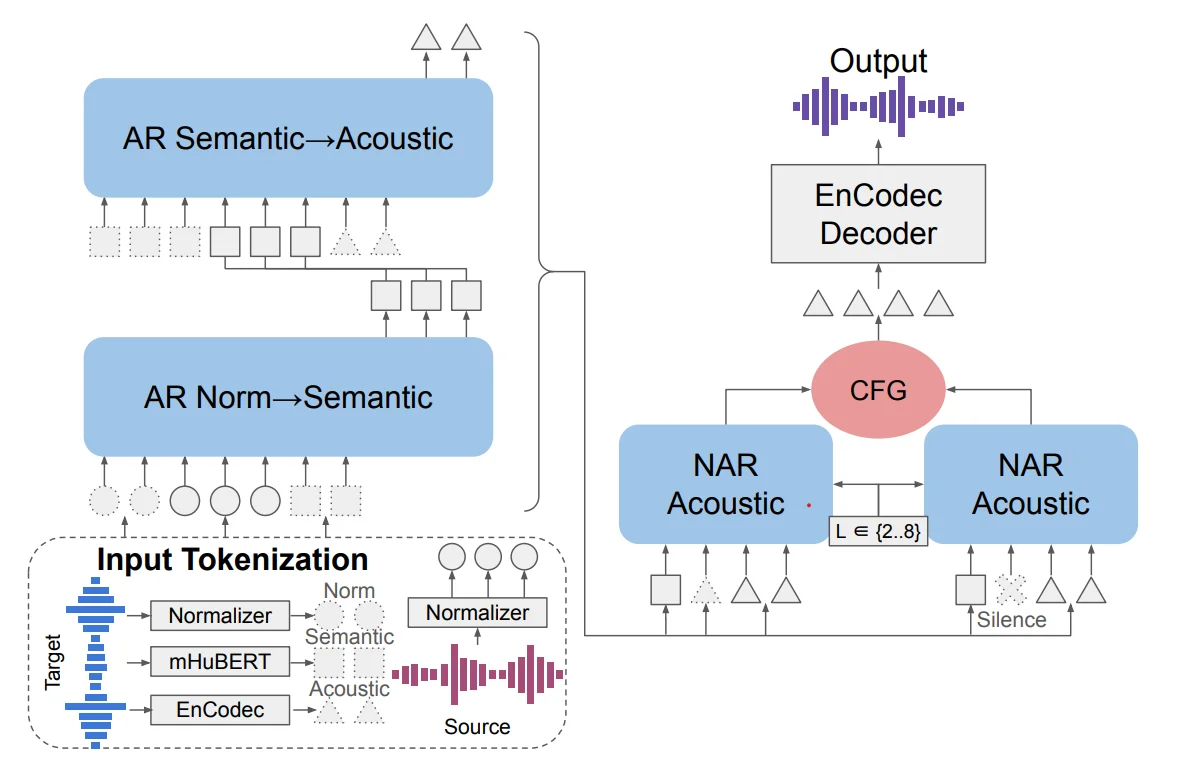 AR Semantic→Acoustic
AR Norm→Semantic
Input Tokenization
Target
Normalizer
mHuBERT
EnCodec
Norm
Semantic
Acoustic
Normalizer
Source
Output
EnCodec
Decoder
CFG
NAR
Acoustic
NAR
Acoustic
L ∈ {2..8}
Silence